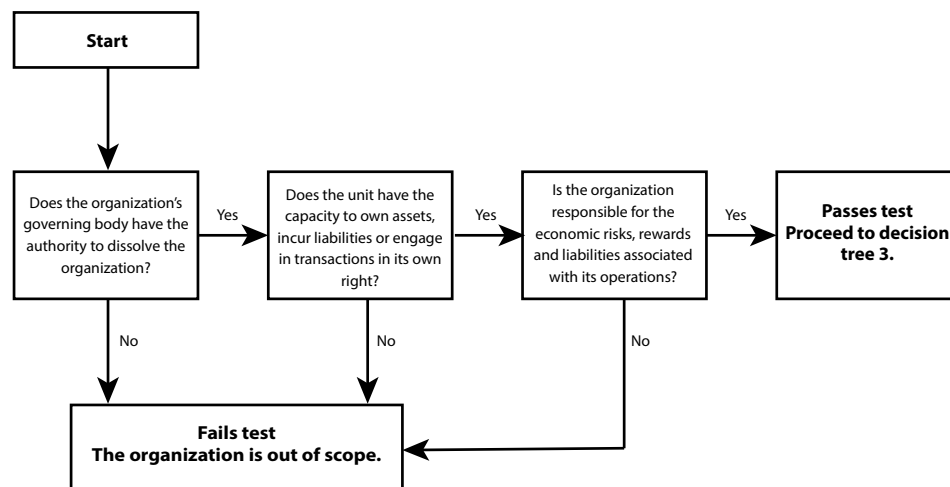 Start
Does the organization’s
governing body have the
authority to dissolve the
organization?
Yes
Does the unit have the
capacity to own assets,
incur liabilities or engage
in transactions in its own
right?
Yes
Is the organization
responsible for the
economic risks, rewards
and liabilities associated
with its operations?
Yes
Passes test
Proceed to decision
tree 3.
No
No
No
Fails test
The organization is out of scope.